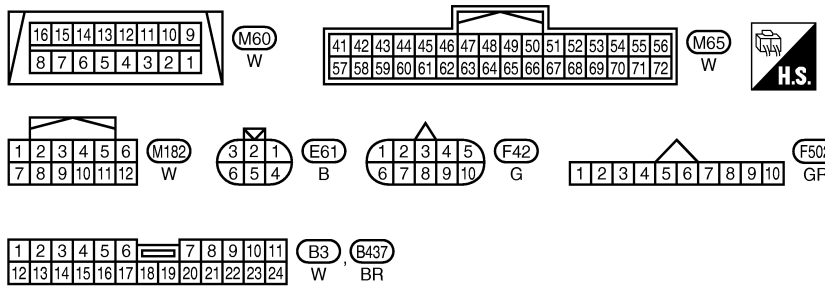 16 15 14 13 12 11 10 9
8 7 6 5 4 3 2 1
M60
W
41 42 43 44 45 46 47 48 49 50 51 52 53 54 55 56
57 58 59 60 61 62 63 64 65 66 67 68 69 70 71 72
M65
W
H.S.
1 2 3 4 5 6
7 8 9 10 11 12
M182
W
3 2 1
6 5 4
E61
B
1 2 3 4 5
6 7 8 9 10
F42
G
1 2 3 4 5 6 7 8 9 10
F502
GR
1 2 3 4 5 6 7 8 9 10 11
12 13 14 15 16 17 18 19 20 21 22 23 24
B3 , B437
W BR